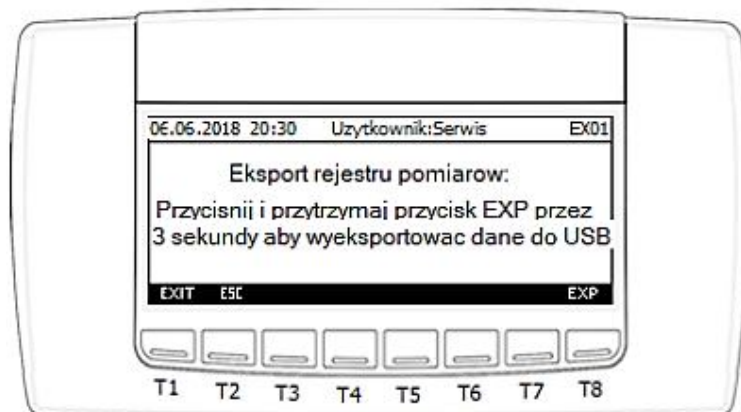 06.06.2018 20:30 Uzytkownik:Serwis EX01
Eksport rejestru pomiarow:
Przycisnij i przytrzymaj przycisk EXP przez
3 sekundy aby wyeksportowac dane do USB
EXIT ESC EXP
T1 T2 T3 T4 T5 T6 T7 T8